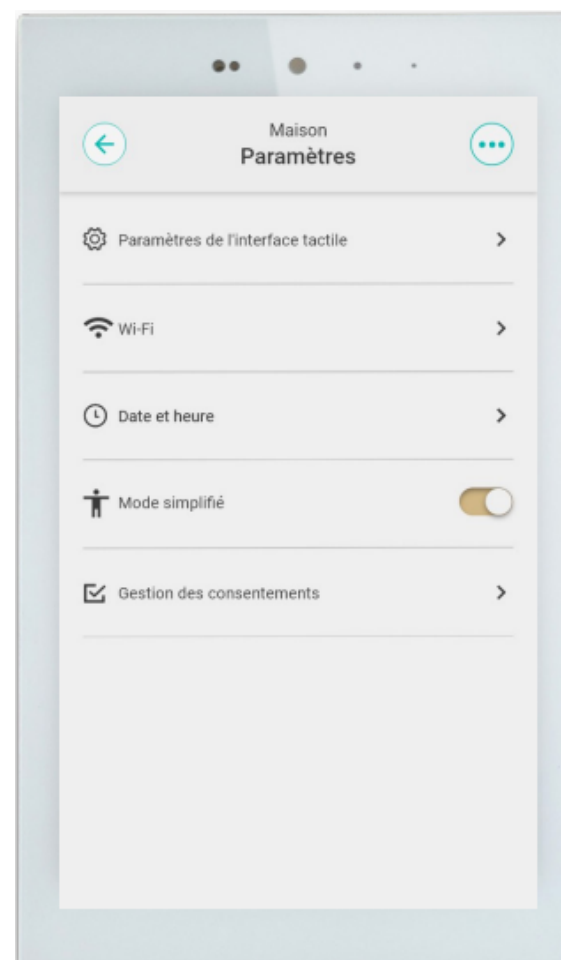 Maison
Paramètres
Paramètres de l'interface tactile
Wi-Fi
Date et heure
Mode simplifié
Gestion des consentements